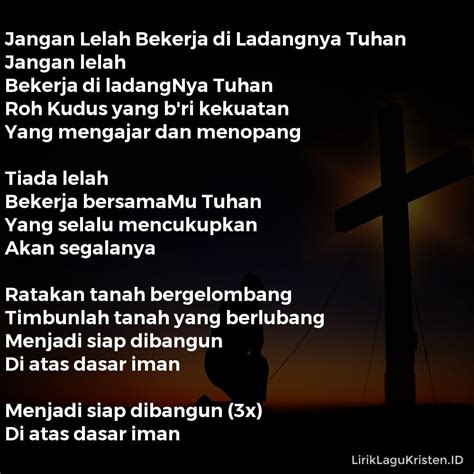 Jangan Lelah Bekerja di Ladangnya Tuhan
Jangan lelah
Bekerja di ladangNya Tuhan
Roh Kudus yang b'ri kekuatan
Yang mengajar dan menopang
Tiada lelah
Bekerja bersamaMu Tuhan
Yang selalu mencukupkan
Akan segalanya
Ratakan tanah bergelombang
Timbunlah tanah yang berlubang
Menjadi siap dibangun
Di atas dasar iman
Menjadi siap dibangun (3x)
Di atas dasar iman
LirikLaguKristen.ID